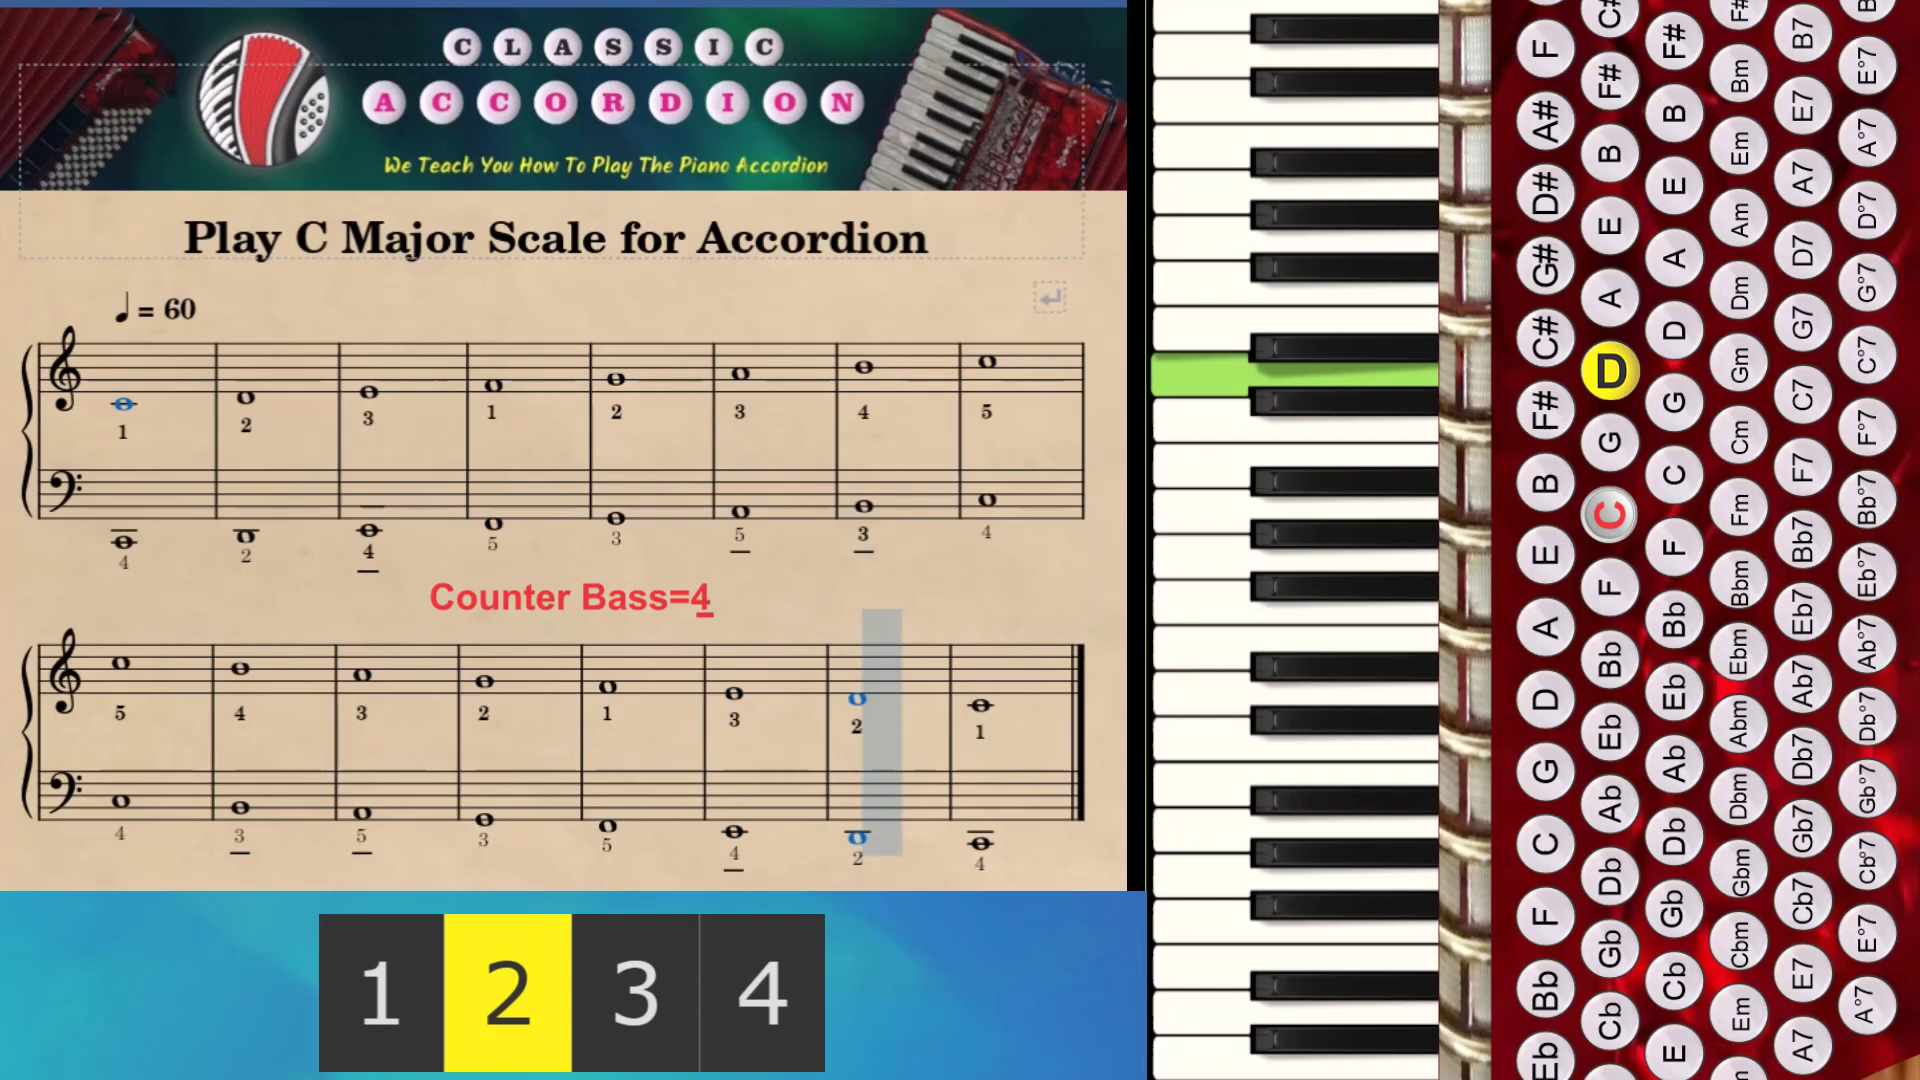 CLASSIC
ACCORDION
We Teach You How To Play The Piano Accordion
Play C Major Scale for Accordion
= 60
1 2 3 1 2 3 4 5
4 2 4 5 3 5 3 4
Counter Bass=4
5 4 3 2 1 3 2 1
4 3 5 3 5 4 2 4
1 2 3 4
F A# D# G# C# F# B E A D G C F Bb Eb
C# F# B E A D G C F Bb Eb Ab Db Gb Cb
F# B E A D G C F Bb Eb Ab Db Gb Cb E
F# Bm Em Am Dm Gm Cm Fm Bbm Ebm Abm Dbm Gbm Cbm Em
B7 E7 A7 D7 G7 C7 F7 Bb7 Eb7 Ab7 Db7 Gb7 Cb7 E7 A7
E°7 A°7 D°7 G°7 C°7 F°7 Bb°7 Eb°7 Ab°7 Db°7 Gb°7 Cb°7 E°7 A°7